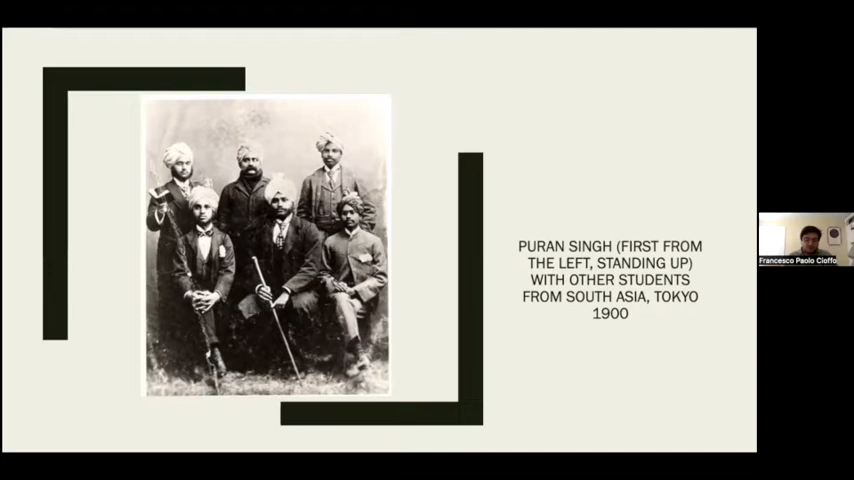 PURAN SINGH (FIRST FROM
THE LEFT, STANDING UP)
WITH OTHER STUDENTS
FROM SOUTH ASIA, TOKYO
1900
Francesco Paolo Cioffo